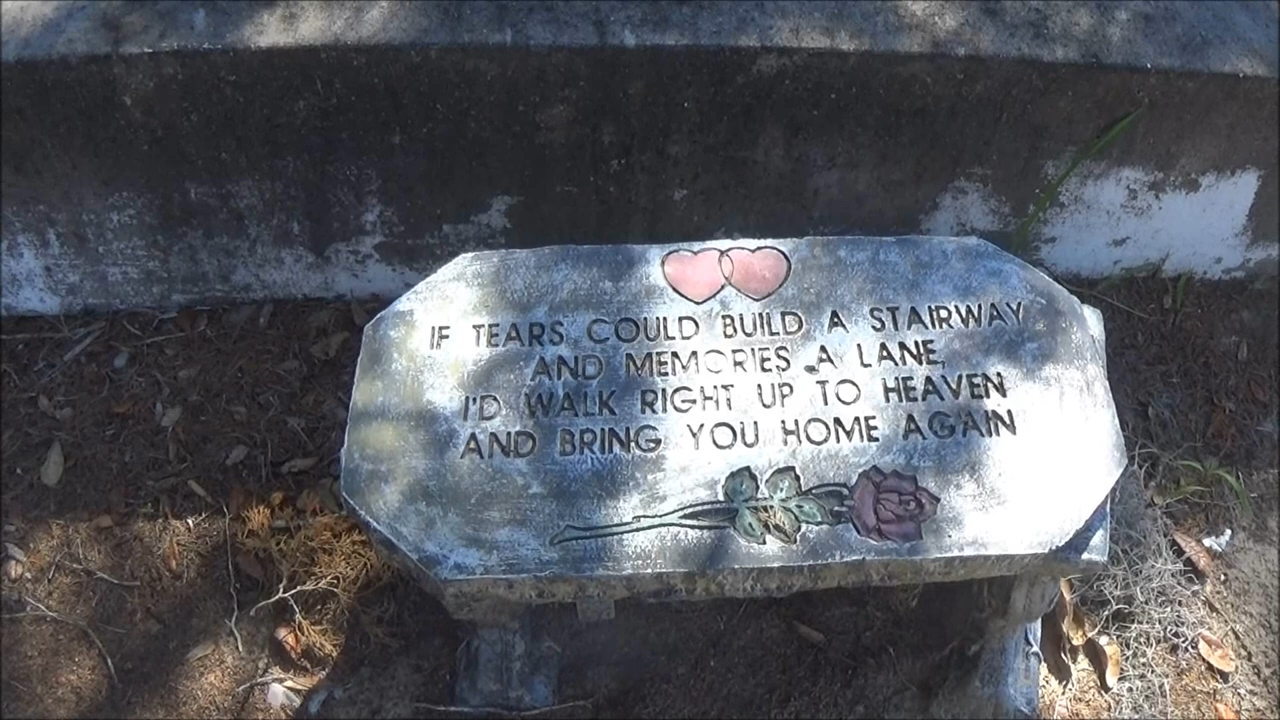 IF TEARS COULD BUILD A STAIRWAY
AND MEMORIES A LANE,
I'D WALK RIGHT UP TO HEAVEN
AND BRING YOU HOME AGAIN